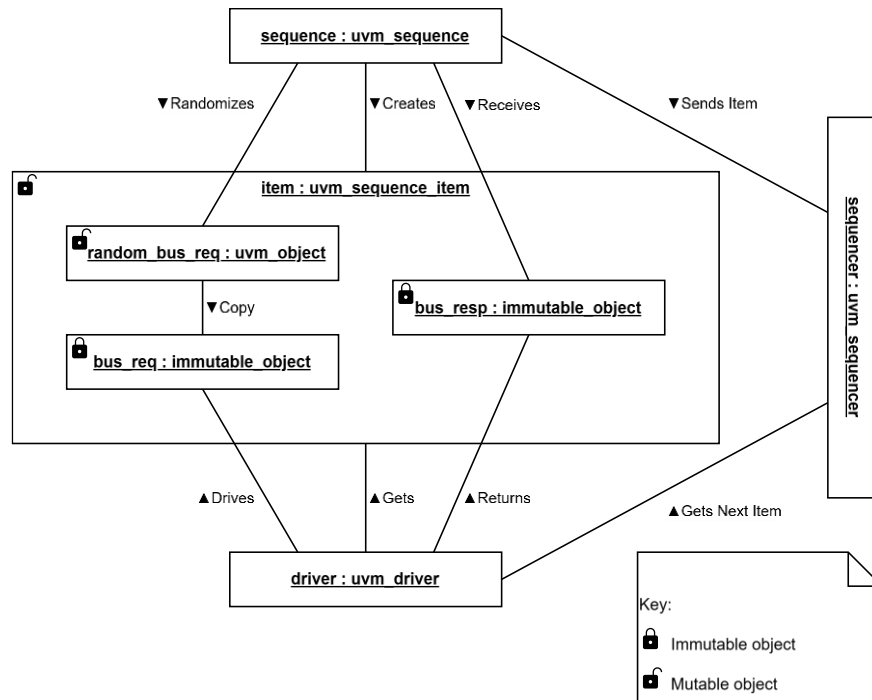 sequence : uvm_sequence
▼Randomizes
▼Creates
▼Receives
▼Sends Item
item : uvm_sequence_item
random_bus_req : uvm_object
▼Copy
bus_req : immutable_object
bus_resp : immutable_object
sequencer : uvm_sequencer
▲Drives
▲Gets
▲Returns
▲Gets Next Item
driver : uvm_driver
Key:
Immutable object
Mutable object